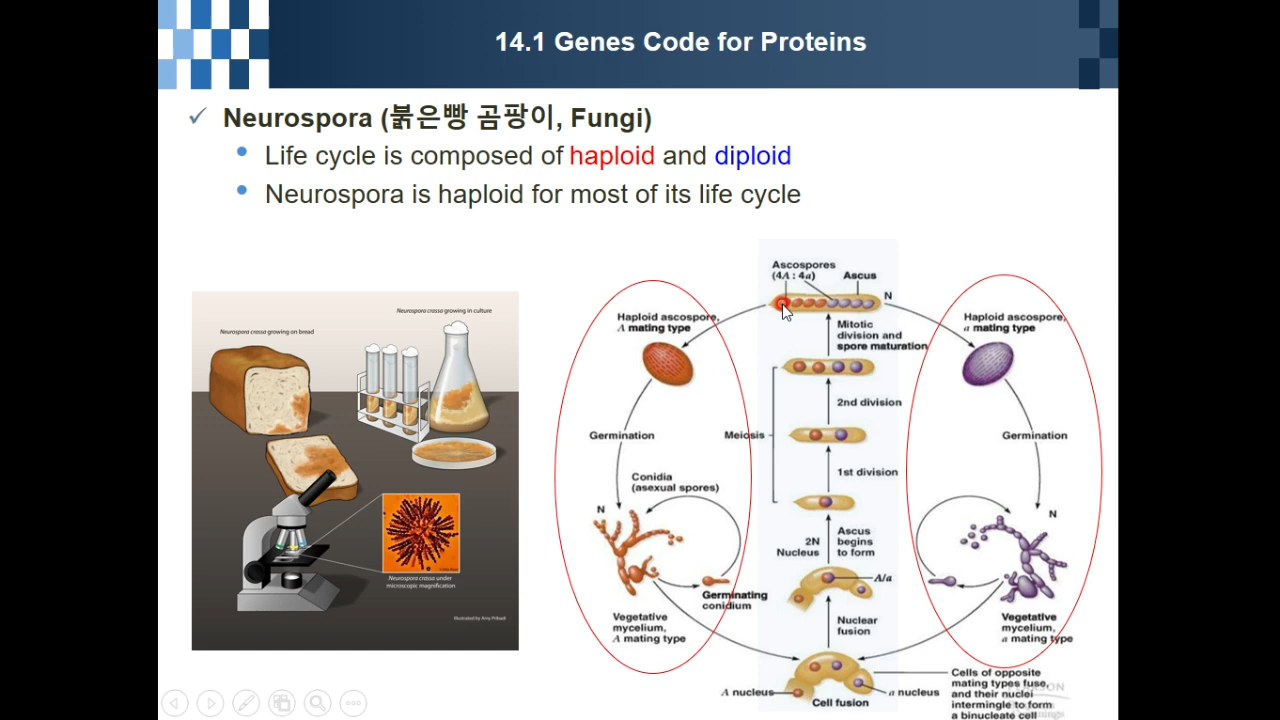 14.1 Genes Code for Proteins
Neurospora (붉은빵 곰팡이, Fungi)
Life cycle is composed of haploid and diploid
Neurospora is haploid for most of its life cycle
Neurospora crassa growing on bread
Neurospora crassa growing in culture
Neurospora crassa under
microscopic magnification
Illustrated by Amy Pribadi
Ascospores
(4A : 4a)
Ascus
N
Haploid ascospore,
A mating type
Mitotic
division and
spore maturation
Haploid ascospore,
a mating type
2nd division
Germination
Meiosis
Germination
1st division
Conidia
(asexual spores)
N
N
2N
Nucleus
Ascus
begins
to form
A/a
Germinating
conidium
Vegetative
mycelium,
A mating type
Nuclear
fusion
Vegetative
mycelium,
a mating type
A nucleus
a nucleus
Cell fusion
Cells of opposite
mating types fuse,
and their nuclei
intermingle to form
a binucleate cell